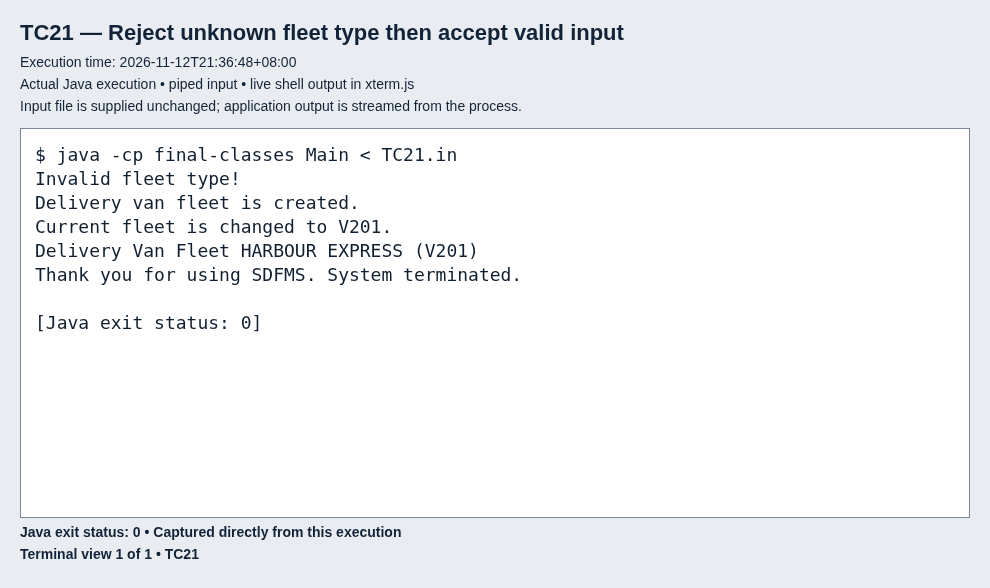 TC21 — Reject unknown fleet type then accept valid input
Execution time: 2026-11-12T21:36:48+08:00
Actual Java execution • piped input • live shell output in xterm.js
Input file is supplied unchanged; application output is streamed from the process.
$ java -cp final-classes Main < TC21.in
Invalid fleet type!
Delivery van fleet is created.
Current fleet is changed to V201.
Delivery Van Fleet HARBOUR EXPRESS (V201)
Thank you for using SDFMS. System terminated.
[Java exit status: 0]
Java exit status: 0 • Captured directly from this execution
Terminal view 1 of 1 • TC21